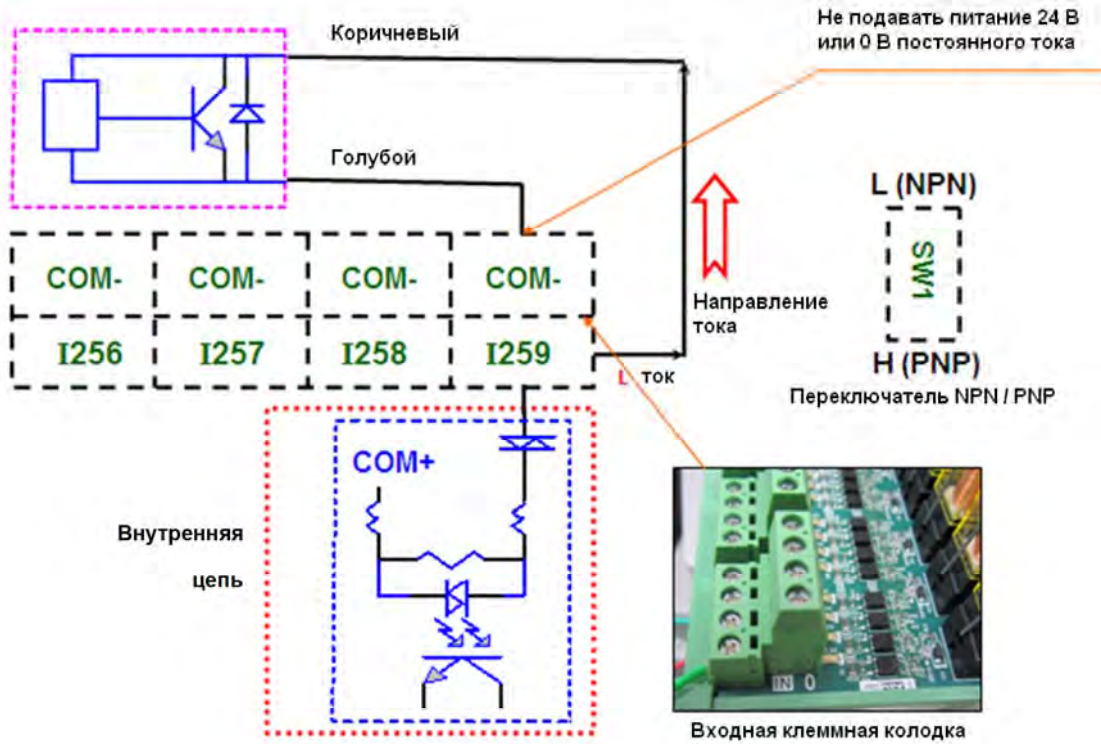 Коричневый
Не подавать питание 24 В
или 0 В постоянного тока
Голубой
L (NPN)
SW1
H (PNP)
Переключатель NPN / PNP
COM- COM- COM- COM-
I256 I257 I258 I259
Направление
тока
L ток
COM+
Внутренняя
цепь
IN 0
Входная клеммная колодка